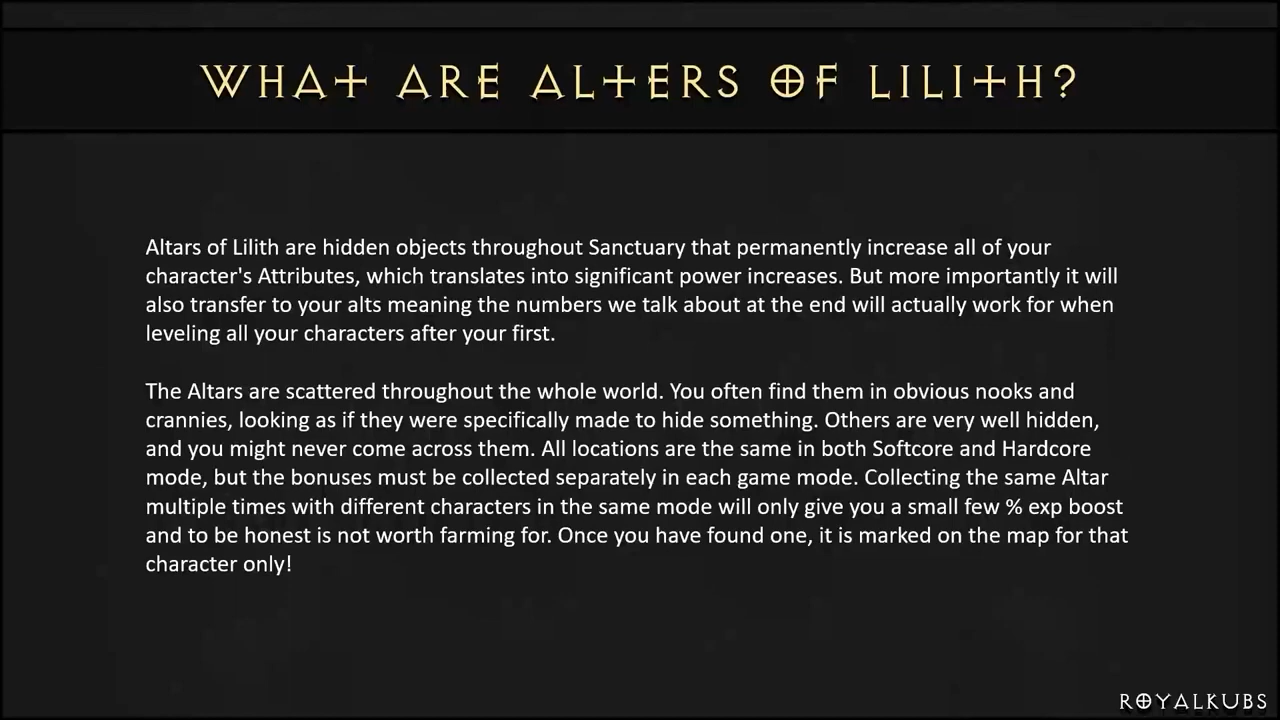 WHAT ARE ALTERS OF LILITH?
Altars of Lilith are hidden objects throughout Sanctuary that permanently increase all of your
character's Attributes, which translates into significant power increases. But more importantly it will
also transfer to your alts meaning the numbers we talk about at the end will actually work for when
leveling all your characters after your first.
The Altars are scattered throughout the whole world. You often find them in obvious nooks and
crannies, looking as if they were specifically made to hide something. Others are very well hidden,
and you might never come across them. All locations are the same in both Softcore and Hardcore
mode, but the bonuses must be collected separately in each game mode. Collecting the same Altar
multiple times with different characters in the same mode will only give you a small few % exp boost
and to be honest is not worth farming for. Once you have found one, it is marked on the map for that
character only!
ROYALKUBS